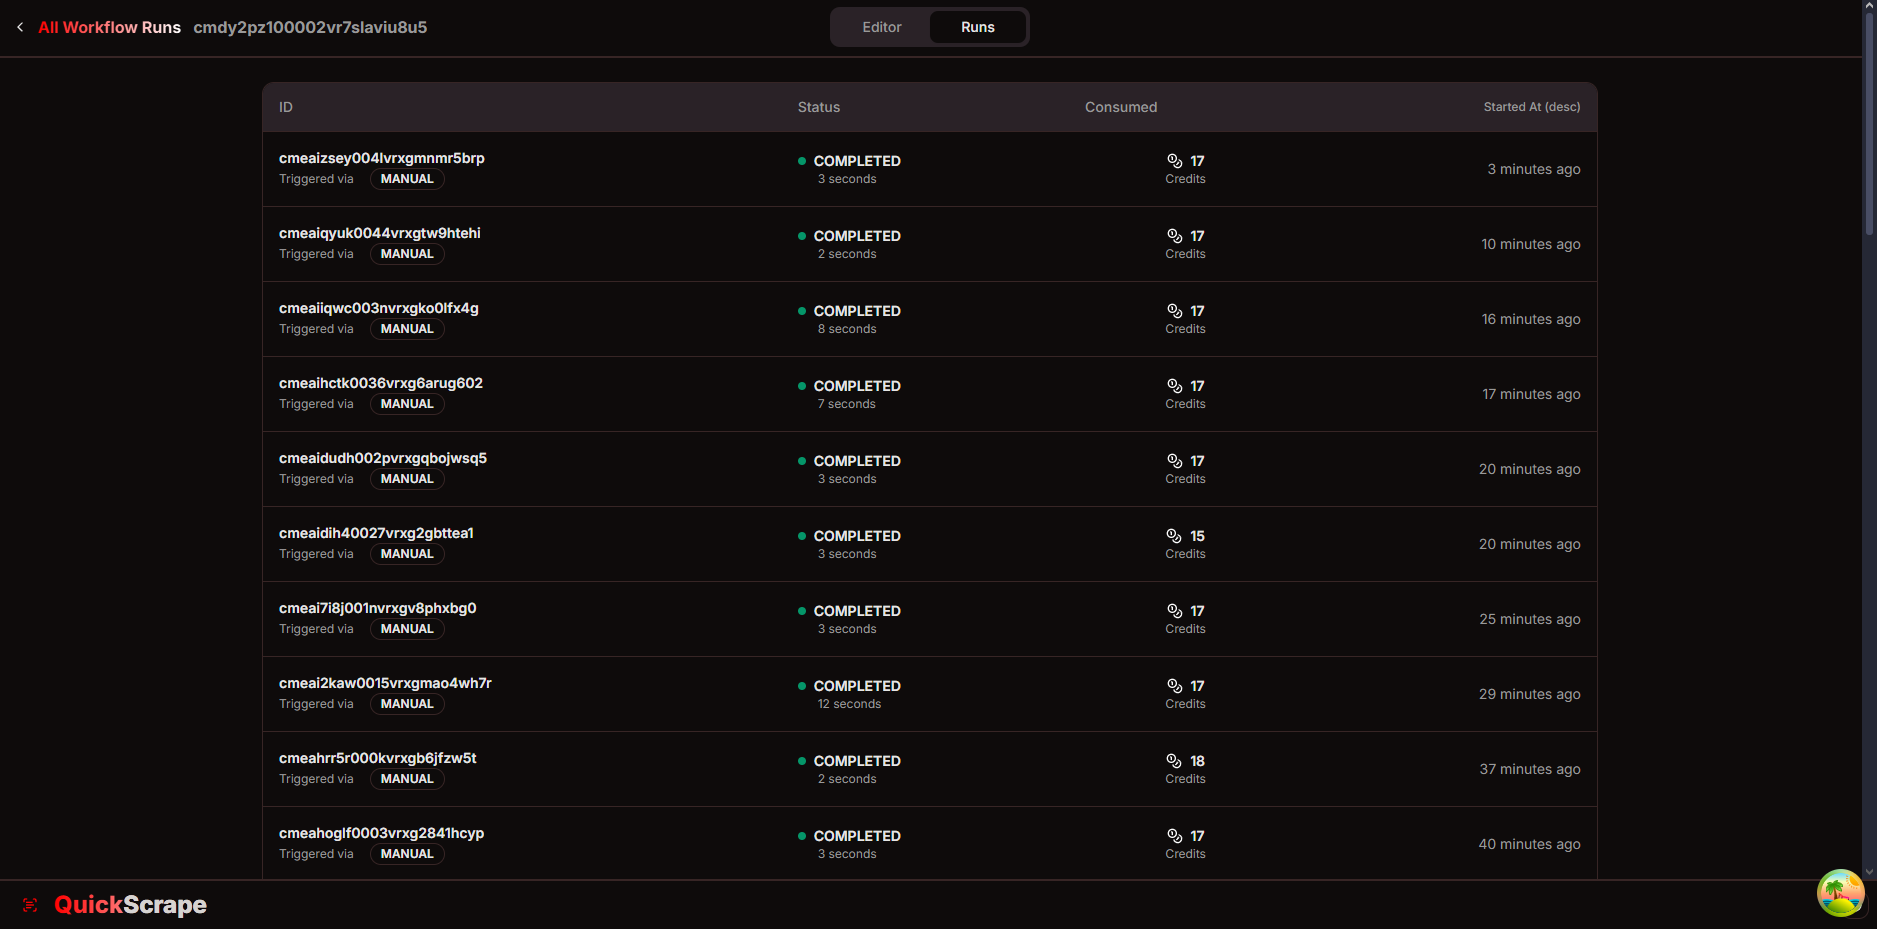 All Workflow Runs cmdy2pz100002vr7slaviu8u5
Editor Runs
ID Status Consumed Started At (desc)
cmeaizsey004lvrxgmnmr5brp COMPLETED 17 3 minutes ago
Triggered via MANUAL 3 seconds Credits
cmeaiqyuk0044vrxgtw9htehi COMPLETED 17 10 minutes ago
Triggered via MANUAL 2 seconds Credits
cmeaiiqwc003nvrxgko0lfx4g COMPLETED 17 16 minutes ago
Triggered via MANUAL 8 seconds Credits
cmeaihctk0036vrxg6arug602 COMPLETED 17 17 minutes ago
Triggered via MANUAL 7 seconds Credits
cmeaidudh002pvrxgqbojwsq5 COMPLETED 17 20 minutes ago
Triggered via MANUAL 3 seconds Credits
cmeaidih40027vrxg2gbttea1 COMPLETED 15 20 minutes ago
Triggered via MANUAL 3 seconds Credits
cmeai7i8j001nvrxgv8phxbg0 COMPLETED 17 25 minutes ago
Triggered via MANUAL 3 seconds Credits
cmeai2kaw0015vrxgmao4wh7r COMPLETED 17 29 minutes ago
Triggered via MANUAL 12 seconds Credits
cmeahrr5r000kvrxgb6jfzw5t COMPLETED 18 37 minutes ago
Triggered via MANUAL 2 seconds Credits
cmeahoglf0003vrxg2841hcyp COMPLETED 17 40 minutes ago
Triggered via MANUAL 3 seconds Credits
QuickScrape